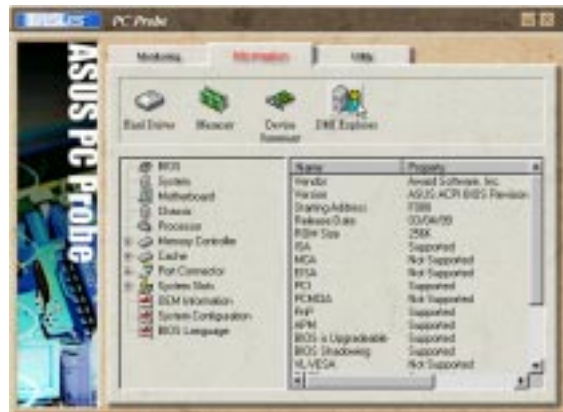 ASUS PC Probe
ASUS PC Probe
Monitoring Information Utility
Hard Drives Memory Device Summary DMI Explorer
BIOS
System
Motherboard
Chassis
Processor
Memory Controller
Cache
Port Connector
System Slots
OEM Information
System Configuration
BIOS Language
Name Property
Vendor Award Software, Inc.
Version ASUS ACPI BIOS Revision
Starting Address F000
Release Date 03/04/99
ROM Size 256K
ISA Supported
MCA Not Supported
EISA Not Supported
PCI Supported
PCMCIA Not Supported
PnP Supported
APM Supported
BIOS is Upgradeable Supported
BIOS Shadowing Supported
VL-VESA Not Supported